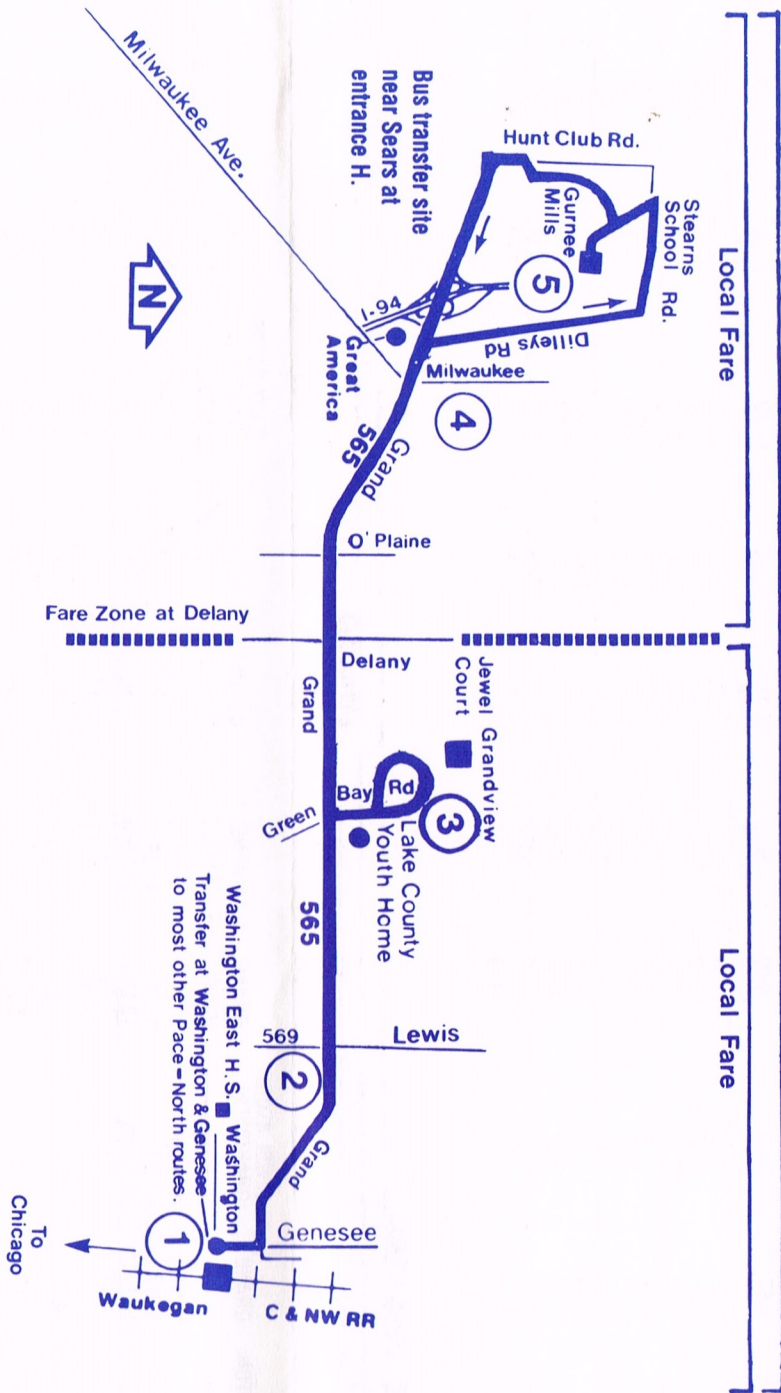 Milwaukee Ave.
Bus transfer site
near Sears at
entrance H.
Hunt Club Rd.
Stearns
School Rd.
Gurnee
Mills
5
Local Fare
I-94
Great
America
Dilleys Rd
Milwaukee
4
N
565
Grand
O' Plaine
Fare Zone at Delany
Delany
Grand
Jewel Grandview
Court
Bay Rd
3
Green
Lake County
Youth Home
565
Local Fare
Lewis
569
2
Grand
Washington East H.S.
Washington
Transfer at Washington & Genesee
to most other Pace-North routes.
Genesee
1
To
Chicago
Waukegan
C & NW RR